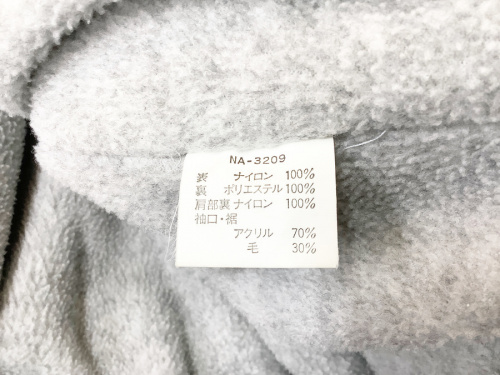 NA-3209
表 ナイロン 100%
裏 ポリエステル 100%
肩部裏 ナイロン 100%
袖口・裾
アクリル 70%
毛 30%